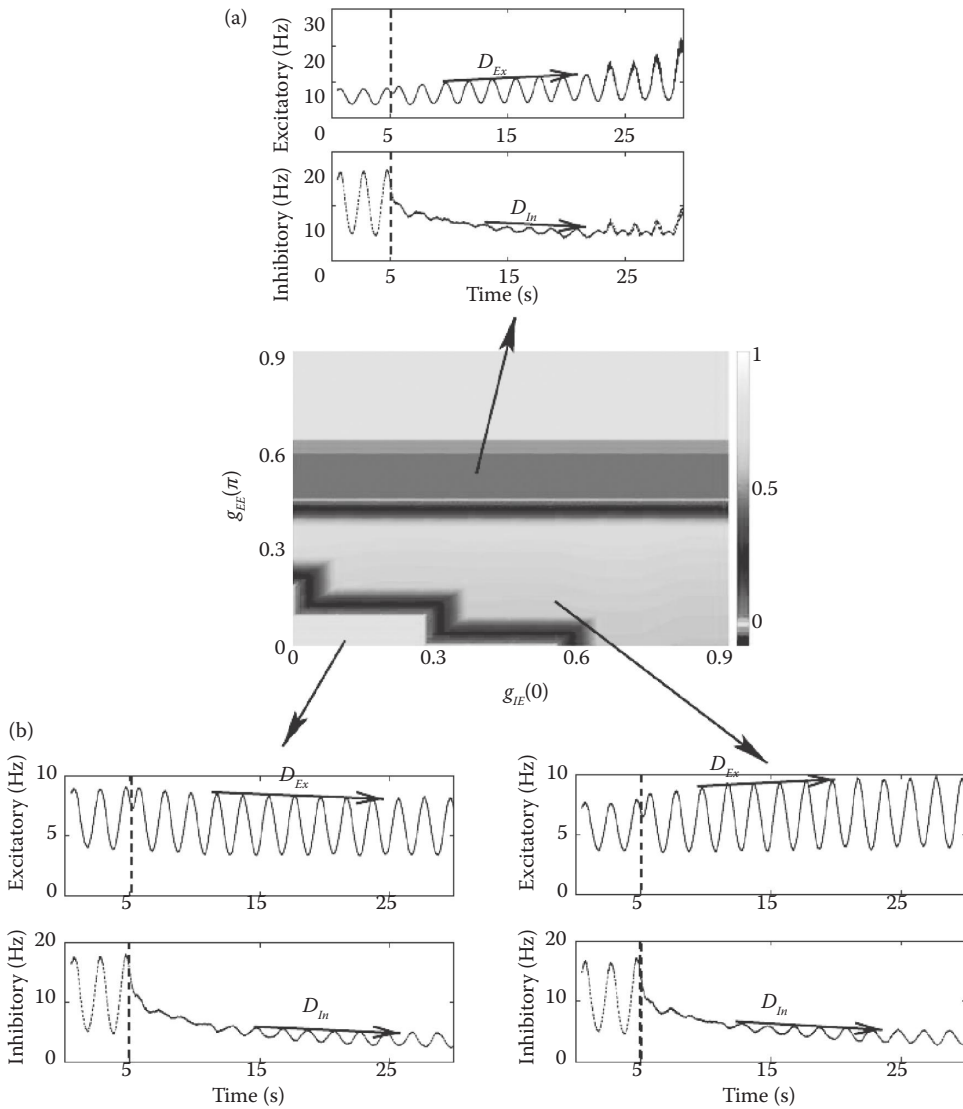 (a)
30
20
10
0
Excitatory (Hz)
D_Ex
5
15
25
20
10
0
Inhibitory (Hz)
D_In
5
15
25
Time (s)
0.9
0.6
0.3
0
g_EE(π)
0
0.3
0.6
0.9
g_IE(0)
1
0.5
0
(b)
10
5
0
Excitatory (Hz)
D_Ex
5
15
25
20
10
0
Inhibitory (Hz)
D_In
5
15
25
Time (s)
10
5
0
Excitatory (Hz)
D_Ex
5
15
25
20
10
0
Inhibitory (Hz)
D_In
5
15
25
Time (s)